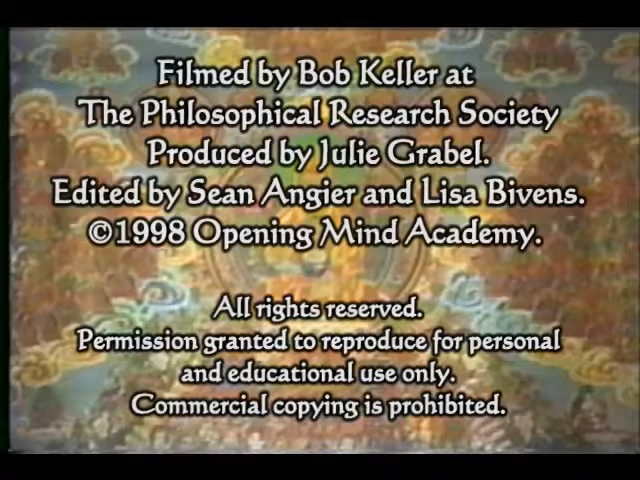 Filmed by Bob Keller at
The Philosophical Research Society
Produced by Julie Grabel.
Edited by Sean Angier and Lisa Bivens.
©1998 Opening Mind Academy.
All rights reserved.
Permission granted to reproduce for personal
and educational use only.
Commercial copying is prohibited.